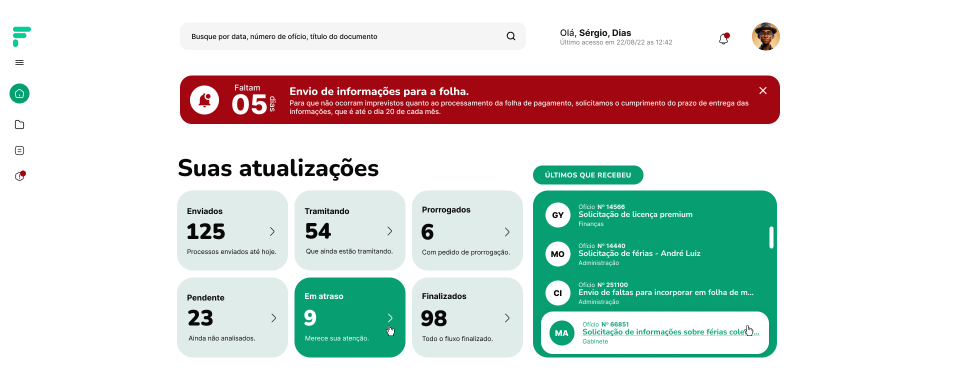 Busque por data, número de ofício, título do documento
Olá, Sérgio, Dias
Último acesso em 22/08/22 as 12:42
Faltam
05
dias
Envio de informações para a folha.
Para que não ocorram imprevistos quanto ao processamento da folha de pagamento, solicitamos o cumprimento do prazo de entrega das
informações, que é até o dia 20 de cada mês.
Suas atualizações
Enviados
125
Processos enviados até hoje.
Tramitando
54
Que ainda estão tramitando.
Prorrogados
6
Com pedido de prorrogação.
Pendente
23
Ainda não analisados.
Em atraso
9
Merece sua atenção.
Finalizados
98
Todo o fluxo finalizado.
ÚLTIMOS QUE RECEBEU
GY
Ofício Nº 14566
Solicitação de licença premium
Finanças
MO
Ofício Nº 14440
Solicitação de férias - André Luiz
Administração
CI
Ofício Nº 251100
Envio de faltas para incorporar em folha de m...
Administração
MA
Ofício Nº 66851
Solicitação de informações sobre férias cole...
Gabinete